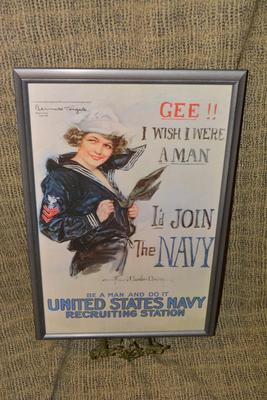 GEE !!
I WISH I WERE
A MAN
I'd JOIN
The NAVY
BE A MAN AND DO IT
UNITED STATES NAVY
RECRUITING STATION